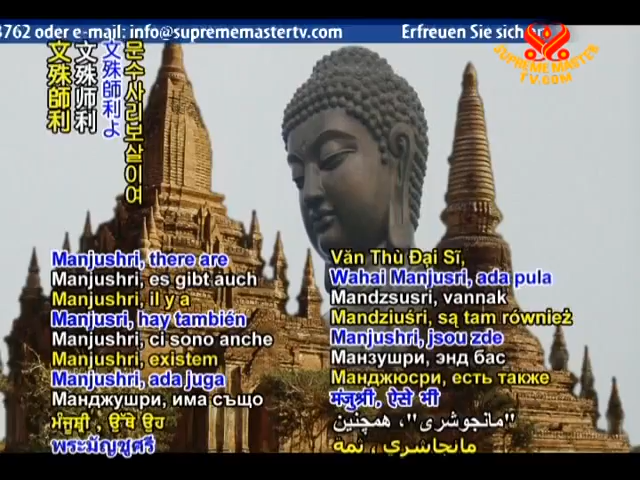 3762 oder e-mail: info@suprememastertv.com
Erfreuen Sie sich
SUPREME MASTER
TV.COM
文殊師利
文殊师利
文殊師利よ
문수사리보살이여
Manjushri, there are
Manjushri, es gibt auch
Manjushri, il y a
Manjusri, hay también
Manjushri, ci sono anche
Manjushri, existem
Manjushri, ada juga
Манджушри, има също
ਮੰਜੂਸ਼੍ਰੀ , ਉੱਥੇ ਉਹ
พระมัญชูศรี
Văn Thù Đại Sĩ,
Wahai Manjusri, ada pula
Mandzsusri, vannak
Mandziuśri, są tam również
Manjushri, jsou zde
Манзушри, энд бас
Манджюсри, есть также
मंजुश्री, ऐसे भी
"مانجوشری"، همچنین
مانجاشري ، ثمة